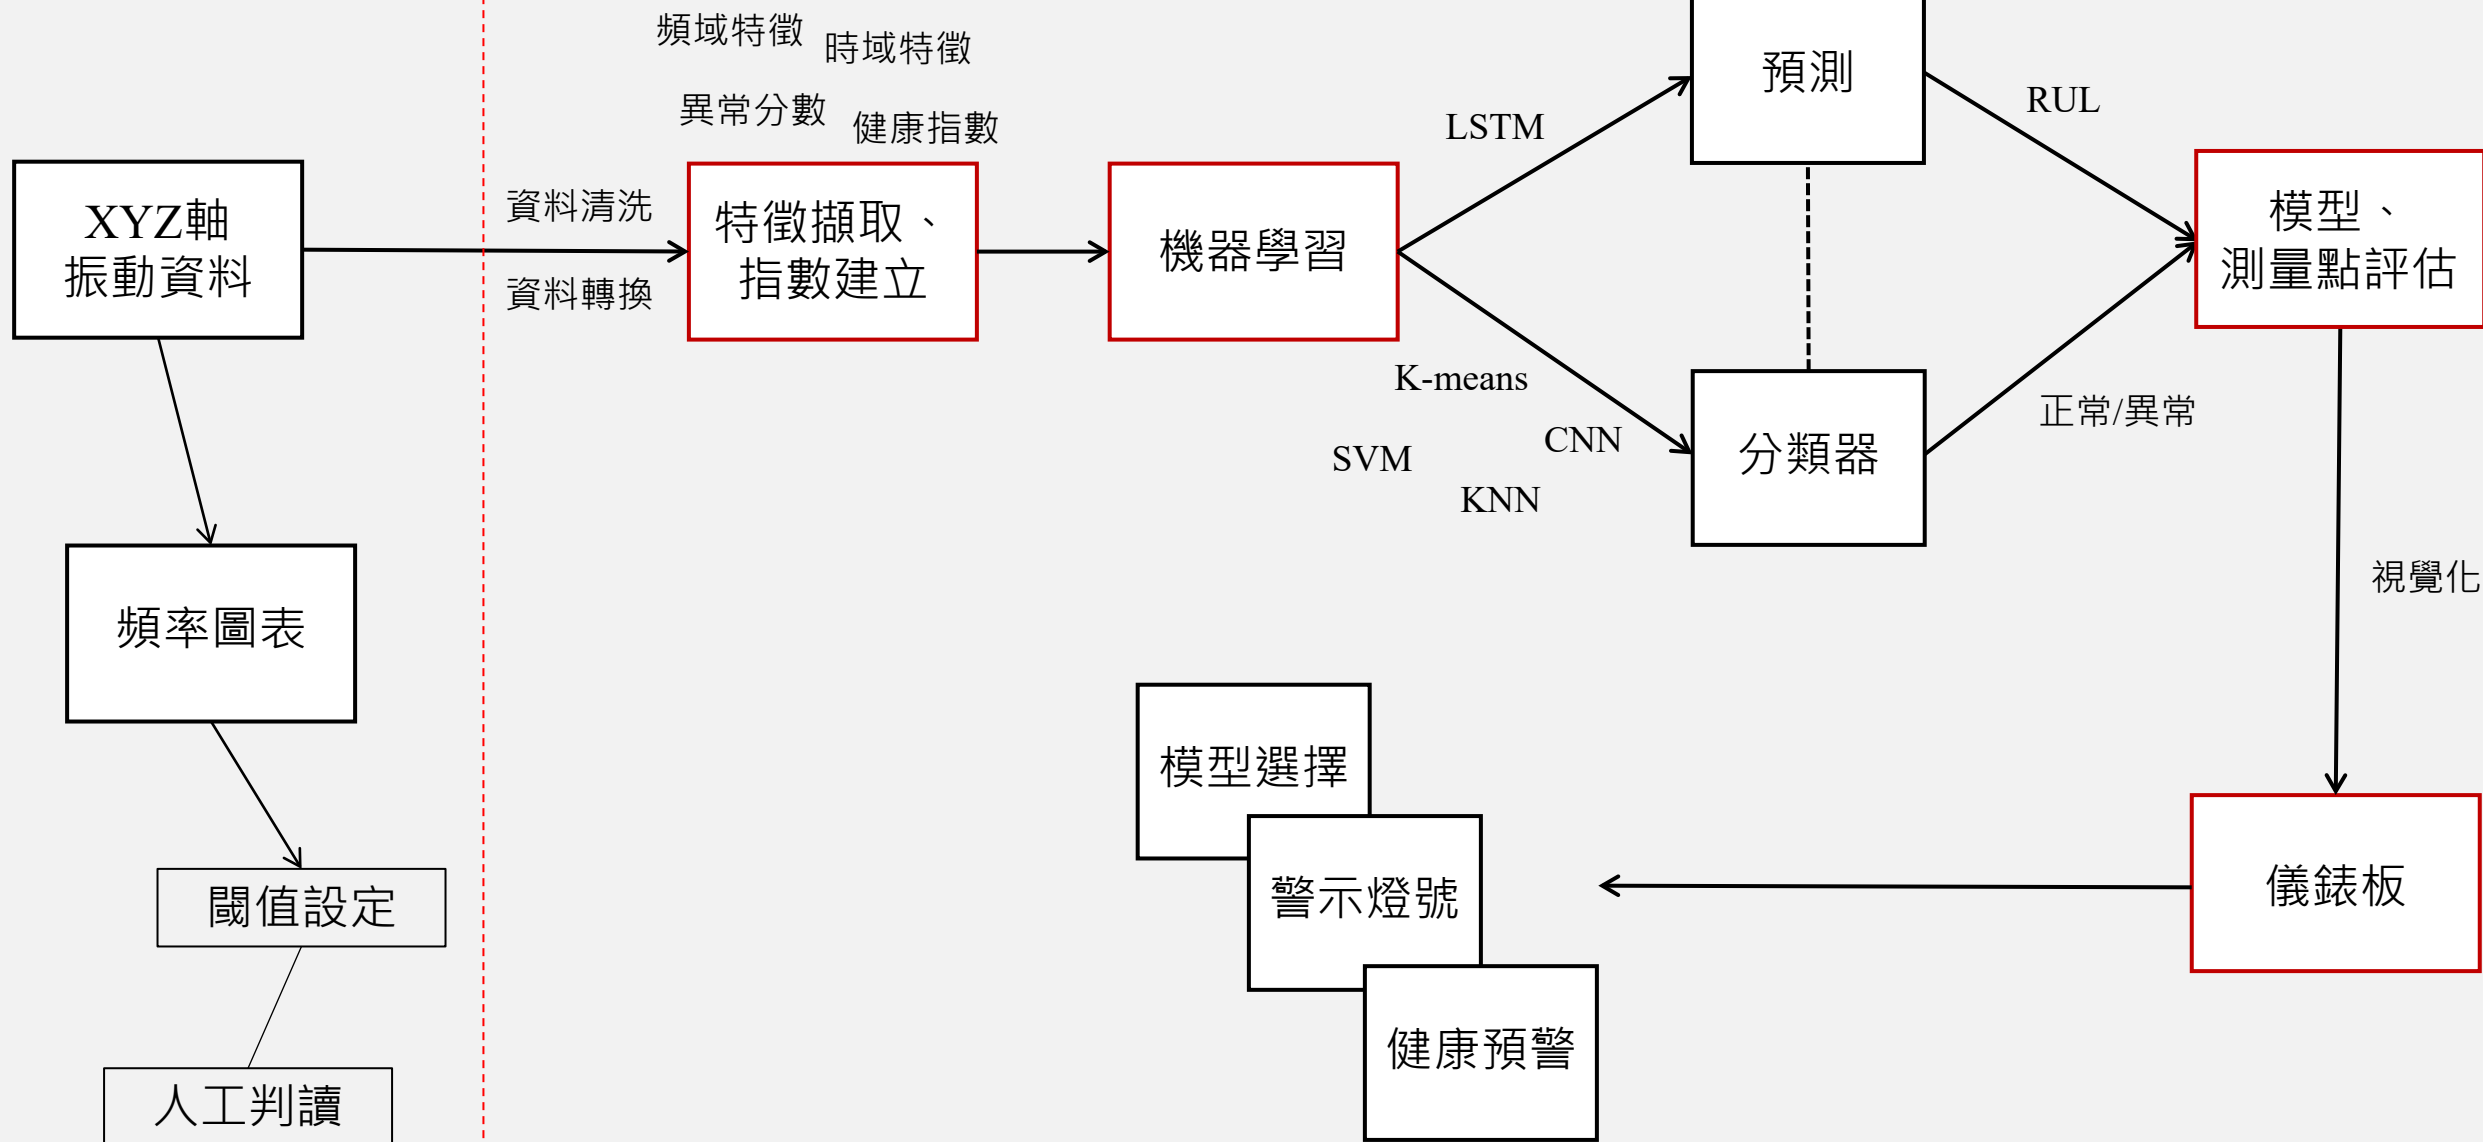 頻域特徵
時域特徵
異常分數
健康指數
預測
LSTM
RUL
XYZ軸
振動資料
資料清洗
資料轉換
特徵擷取、
指數建立
機器學習
模型、
測量點評估
K-means
SVM
CNN
KNN
分類器
正常/異常
視覺化
頻率圖表
模型選擇
警示燈號
健康預警
儀錶板
閾值設定
人工判讀